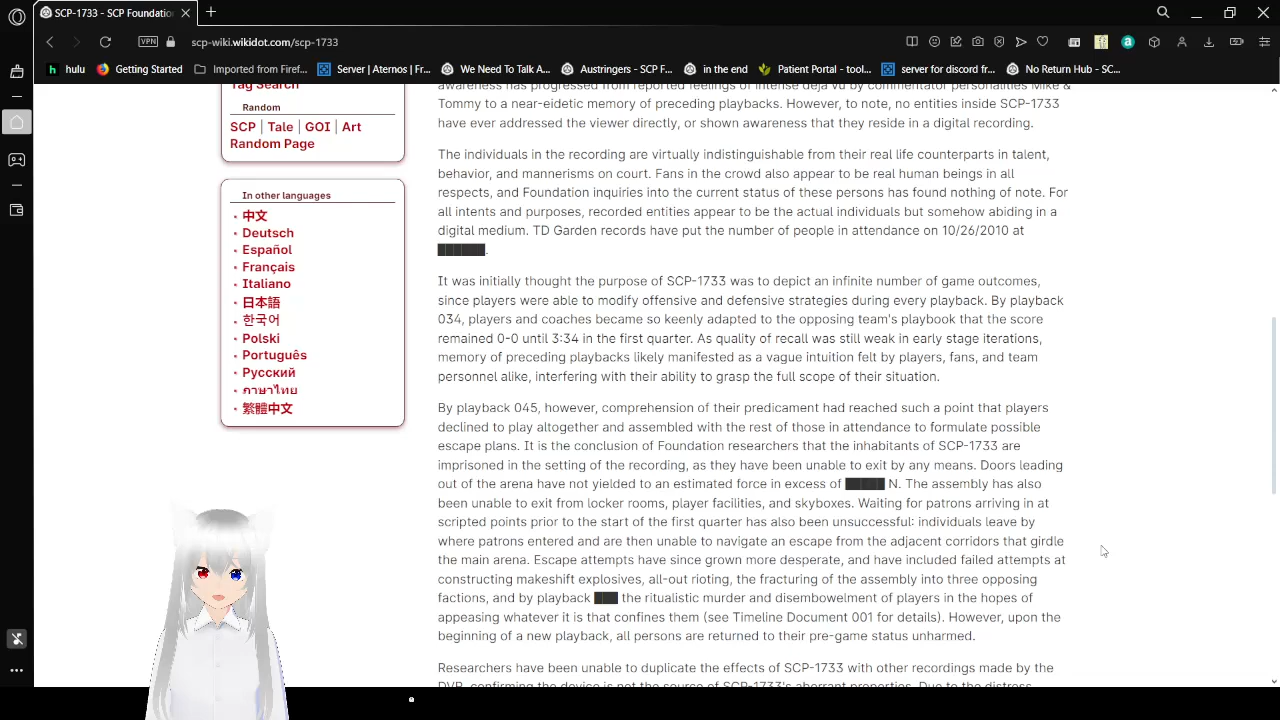 SCP-1733 - SCP Foundatio
scp-wiki.wikidot.com/scp-1733
VPN
hulu
Getting Started
Imported from Firef...
Server | Aternos | Fr...
We Need To Talk A...
Austringers - SCP F...
in the end
Patient Portal - tool...
server for discord fr...
No Return Hub - SC...
Tag Search
Random
SCP | Tale | GOI | Art
Random Page
In other languages
中文
Deutsch
Español
Français
Italiano
日本語
한국어
Polski
Português
Русский
ภาษาไทย
繁體中文
awareness has progressed from reported feelings of intense déjà vu by commentator personalities Mike &
Tommy to a near-eidetic memory of preceding playbacks. However, to note, no entities inside SCP-1733
have ever addressed the viewer directly, or shown awareness that they reside in a digital recording.
The individuals in the recording are virtually indistinguishable from their real life counterparts in talent,
behavior, and mannerisms on court. Fans in the crowd also appear to be real human beings in all
respects, and Foundation inquiries into the current status of these persons has found nothing of note. For
all intents and purposes, recorded entities appear to be the actual individuals but somehow abiding in a
digital medium. TD Garden records have put the number of people in attendance on 10/26/2010 at
██████.
It was initially thought the purpose of SCP-1733 was to depict an infinite number of game outcomes,
since players were able to modify offensive and defensive strategies during every playback. By playback
034, players and coaches became so keenly adapted to the opposing team's playbook that the score
remained 0-0 until 3:34 in the first quarter. As quality of recall was still weak in early stage iterations,
memory of preceding playbacks likely manifested as a vague intuition felt by players, fans, and team
personnel alike, interfering with their ability to grasp the full scope of their situation.
By playback 045, however, comprehension of their predicament had reached such a point that players
declined to play altogether and assembled with the rest of those in attendance to formulate possible
escape plans. It is the conclusion of Foundation researchers that the inhabitants of SCP-1733 are
imprisoned in the setting of the recording, as they have been unable to exit by any means. Doors leading
out of the arena have not yielded to an estimated force in excess of █████ N. The assembly has also
been unable to exit from locker rooms, player facilities, and skyboxes. Waiting for patrons arriving in at
scripted points prior to the start of the first quarter has also been unsuccessful: individuals leave by
where patrons entered and are then unable to navigate an escape from the adjacent corridors that girdle
the main arena. Escape attempts have since grown more desperate, and have included failed attempts at
constructing makeshift explosives, all-out rioting, the fracturing of the assembly into three opposing
factions, and by playback ███ the ritualistic murder and disembowelment of players in the hopes of
appeasing whatever it is that confines them (see Timeline Document 001 for details). However, upon the
beginning of a new playback, all persons are returned to their pre-game status unharmed.
Researchers have been unable to duplicate the effects of SCP-1733 with other recordings made by the
DVR, confirming the device is not the source of SCP-1733's aberrant properties. Due to the distress